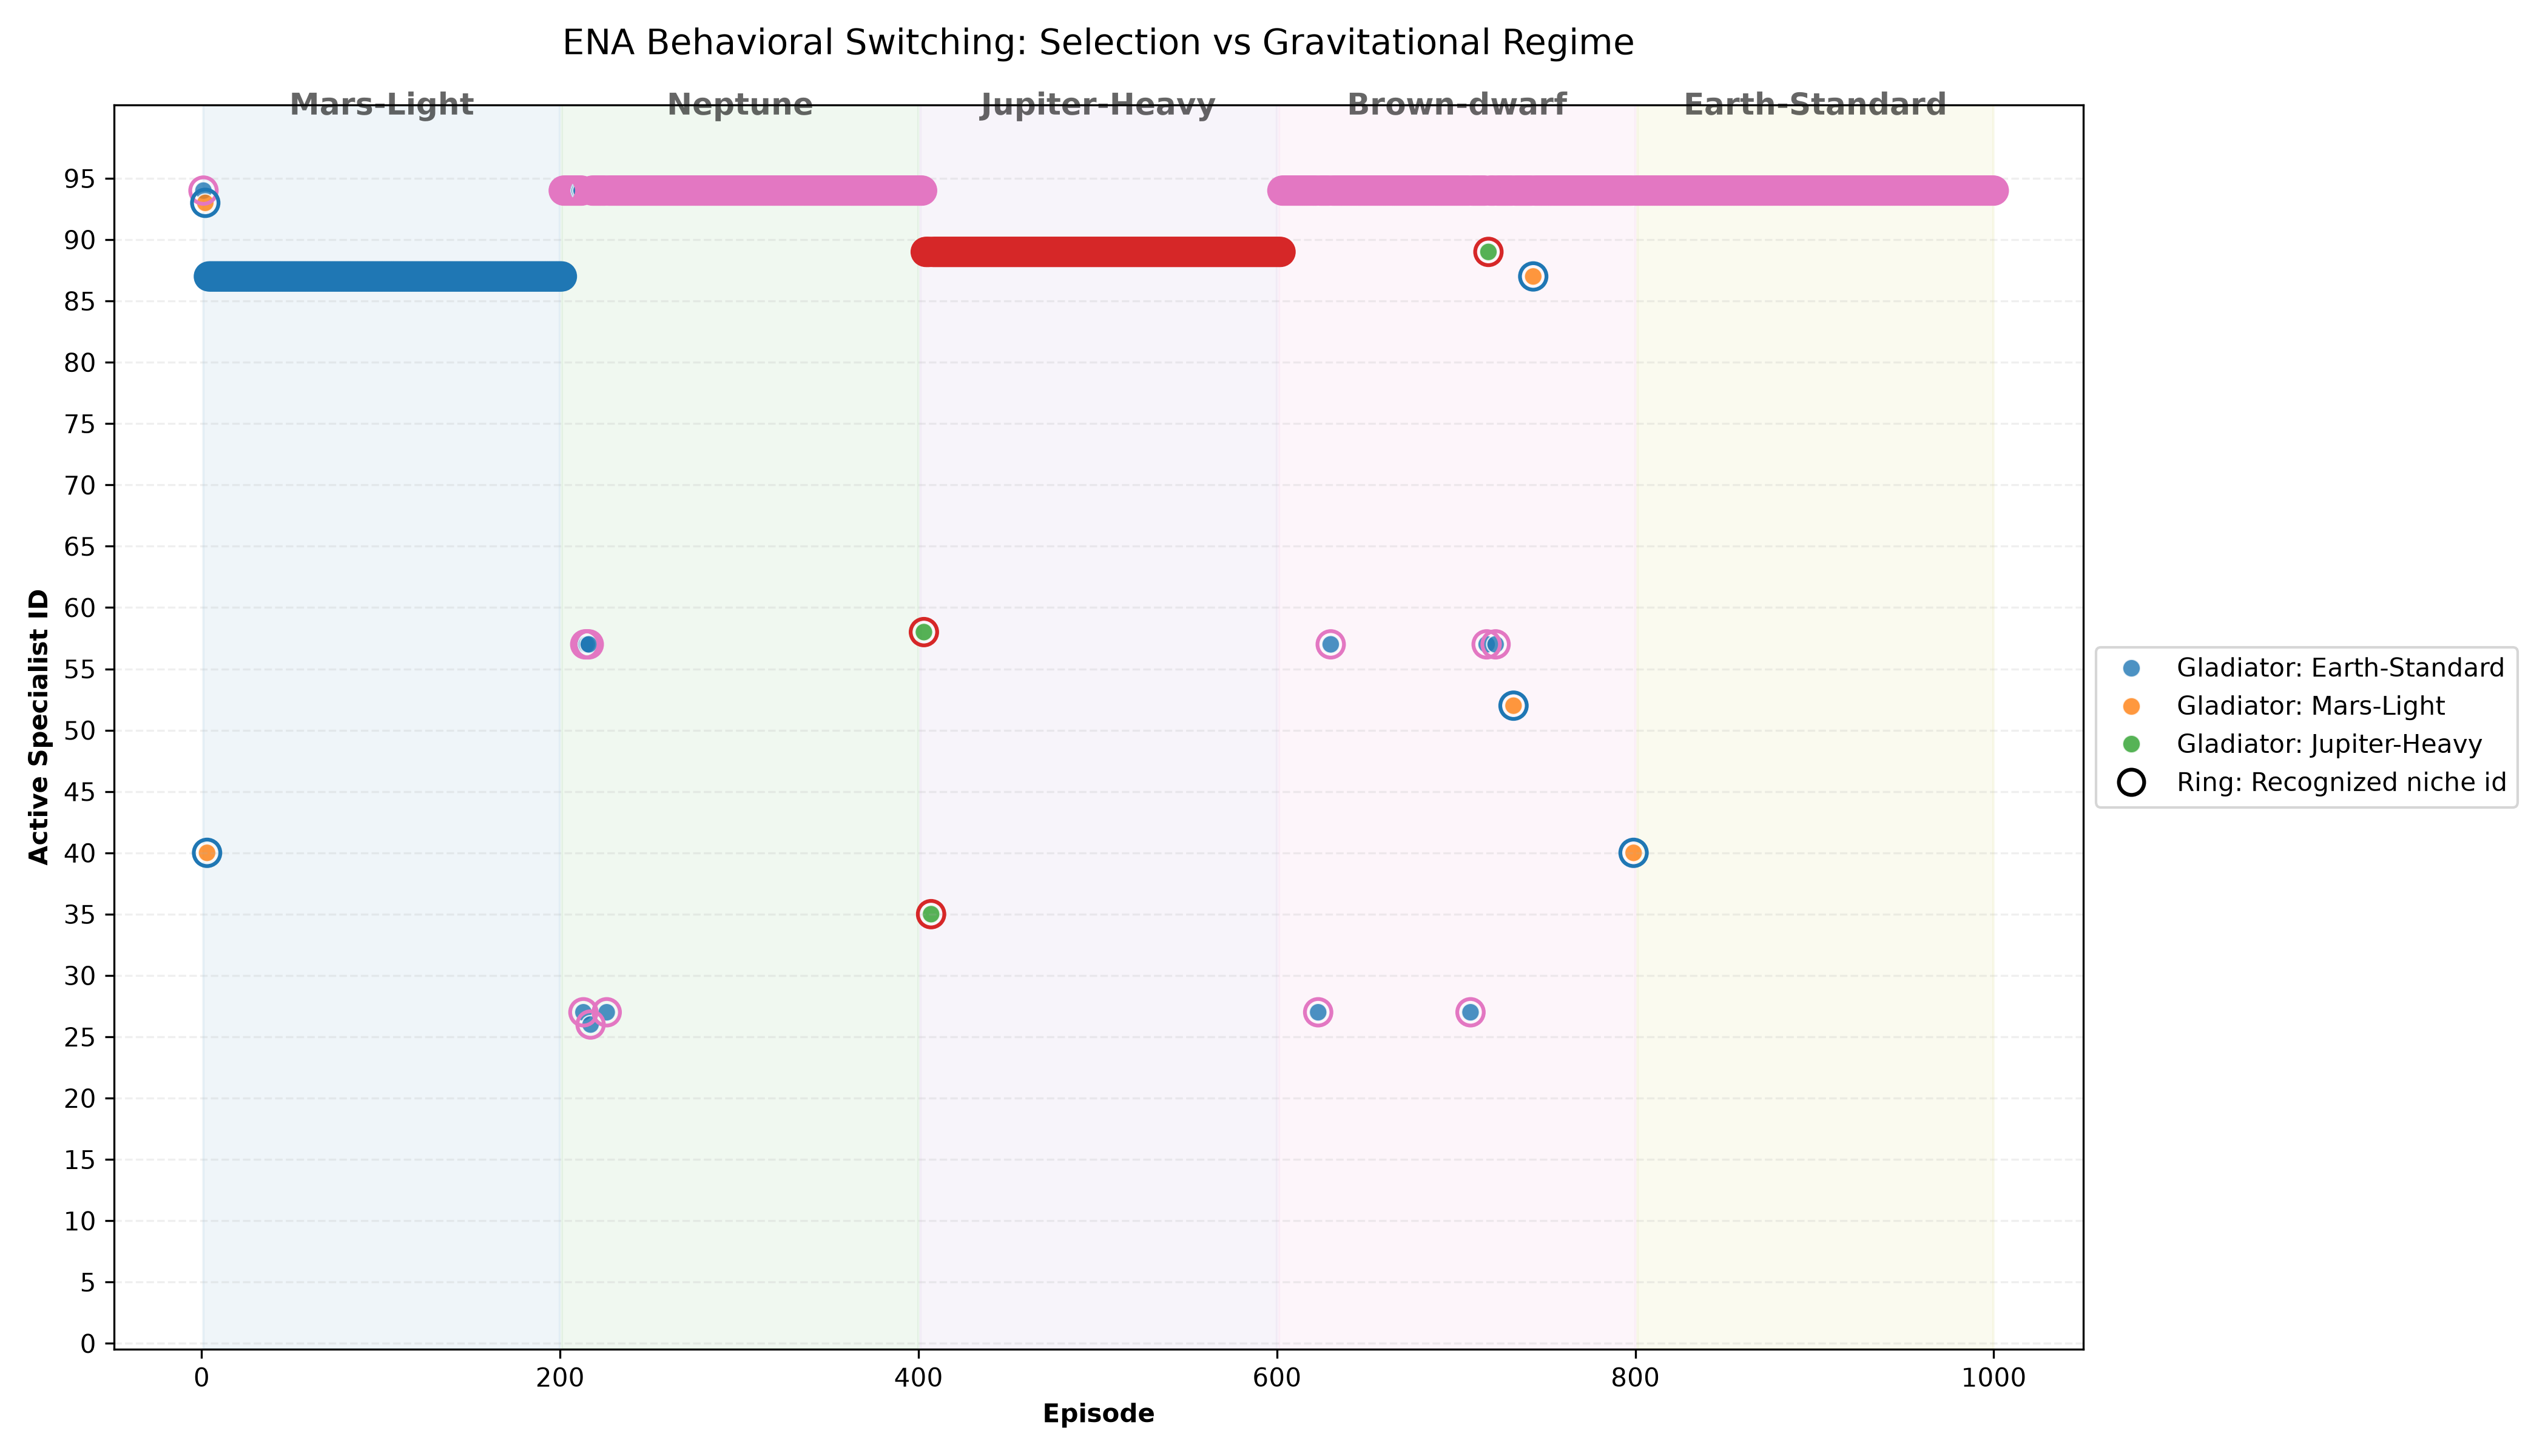 ENA Behavioral Switching: Selection vs Gravitational Regime
Mars-Light Neptune Jupiter-Heavy Brown-dwarf Earth-Standard
95
90
85
80
75
70
65
60
55
50
45
40
35
30
25
20
15
10
5
0
Active Specialist ID
0 200 400 600 800 1000
Episode
Gladiator: Earth-Standard
Gladiator: Mars-Light
Gladiator: Jupiter-Heavy
Ring: Recognized niche id